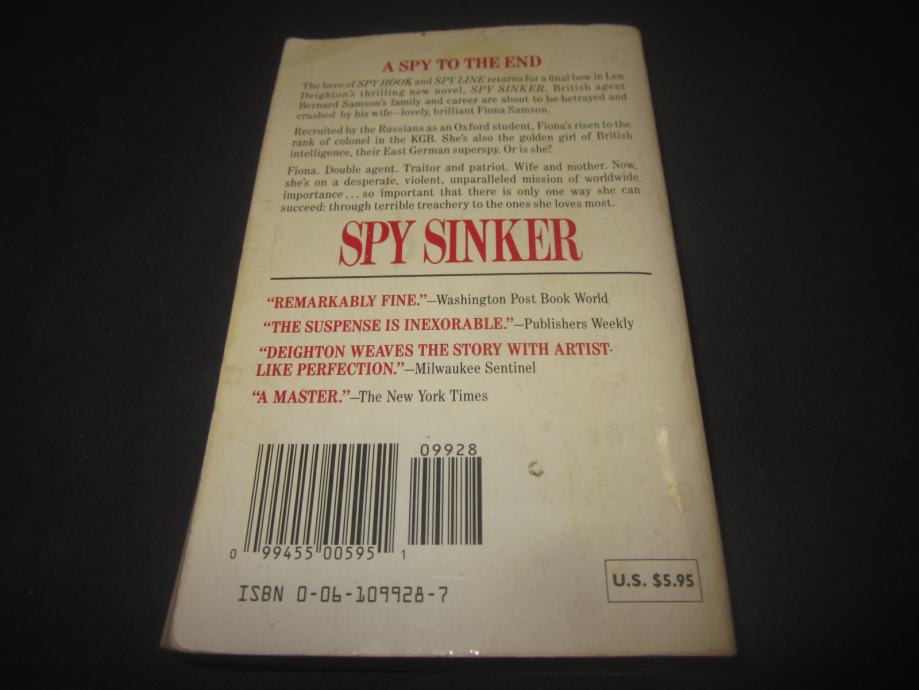 A SPY TO THE END
The hero of SPY HOOK and SPY LINE returns for a final bow in Len
Deighton's thrilling new novel, SPY SINKER. British agent
Bernard Samson's family and career are about to be betrayed and
crushed by his wife—lovely, brilliant Fiona Samson.
Recruited by the Russians as an Oxford student, Fiona's risen to the
rank of colonel in the KGB. She's also the golden girl of British
intelligence, their East German superspy. Or is she?
Fiona. Double agent. Traitor and patriot. Wife and mother. Now,
she's on a desperate, violent, unparalleled mission of worldwide
importance . . . so important that there is only one way she can
succeed: through terrible treachery to the ones she loves most.
SPY SINKER
"REMARKABLY FINE."—Washington Post Book World
"THE SUSPENSE IS INEXORABLE."—Publishers Weekly
"DEIGHTON WEAVES THE STORY WITH ARTIST-
LIKE PERFECTION."—Milwaukee Sentinel
"A MASTER."—The New York Times
09928
0 99455 00595 1
ISBN 0-06-109928-7
U.S. $5.95